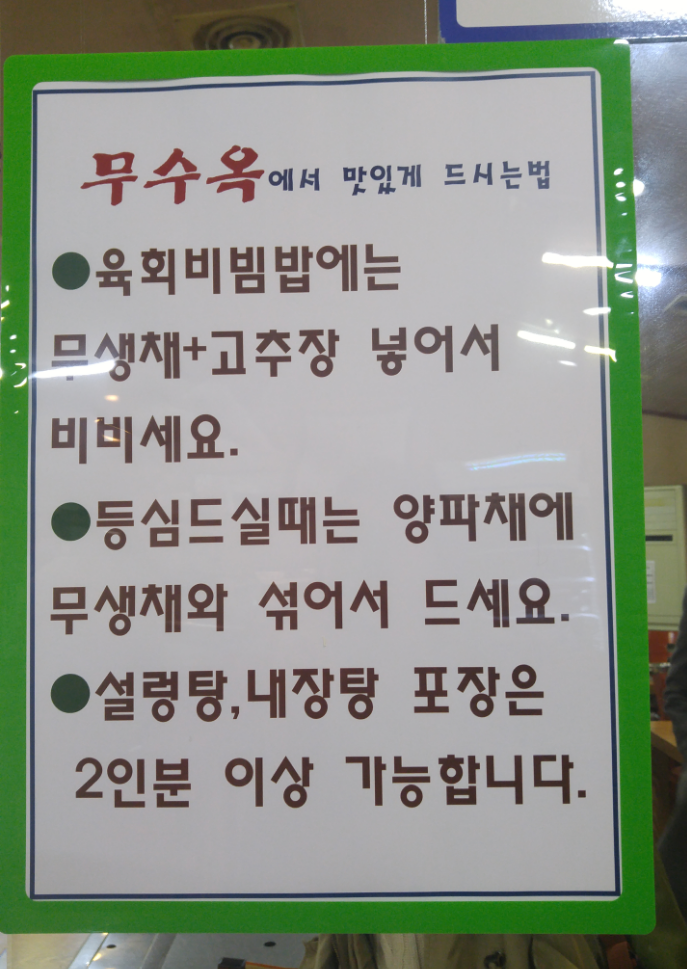 무수옥에서 맛있게 드시는법
●육회비빔밥에는
무생채+고추장 넣어서
비비세요.
●등심드실때는 양파채에
무생채와 섞어서 드세요.
●설렁탕,내장탕 포장은
2인분 이상 가능합니다.